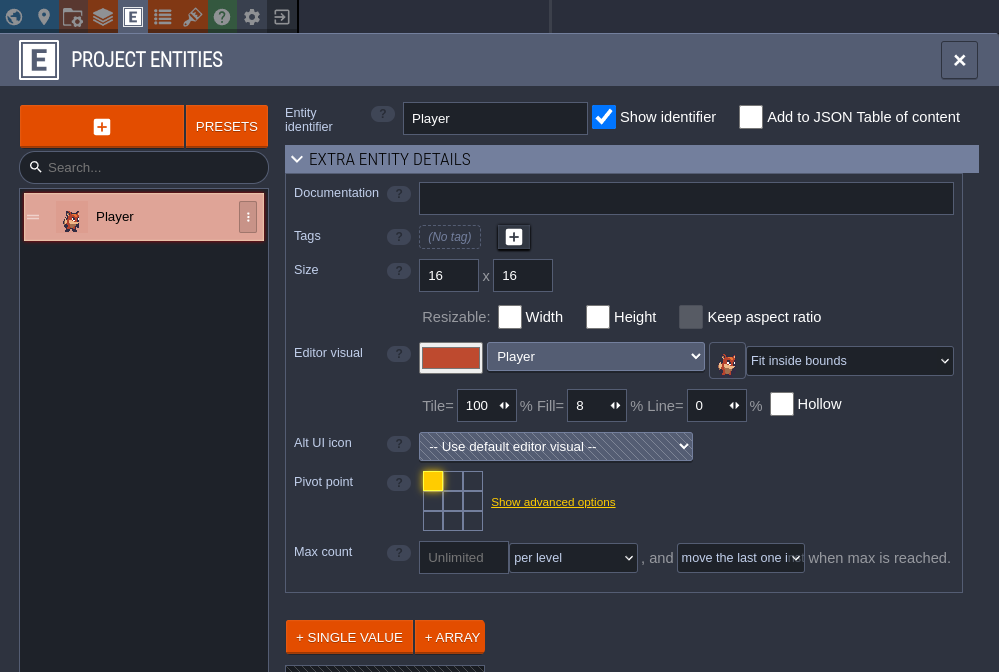 E
E PROJECT ENTITIES
PRESETS
Search...
Player
Entity
identifier
?
Player
Show identifier
Add to JSON Table of content
EXTRA ENTITY DETAILS
Documentation ?
Tags ? (No tag)
Size ? 16 x 16
Resizable: Width Height Keep aspect ratio
Editor visual ? Player Fit inside bounds
Tile= 100 % Fill= 8 % Line= 0 % Hollow
Alt UI icon ? -- Use default editor visual --
Pivot point ? Show advanced options
Max count ? Unlimited per level , and move the last one when max is reached.
+ SINGLE VALUE + ARRAY